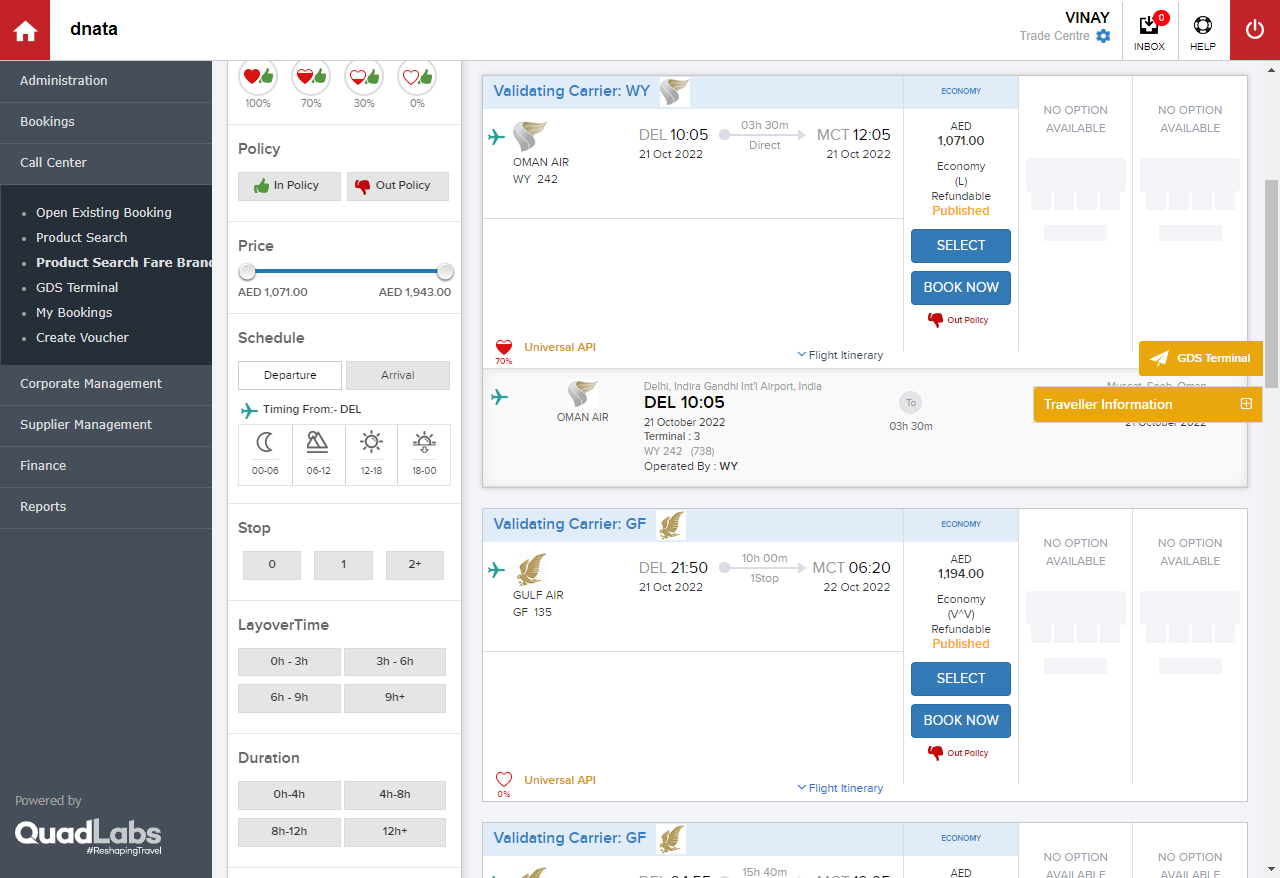 dnata
VINAY
Trade Centre
0
INBOX
HELP
Administration
Bookings
Call Center
Open Existing Booking
Product Search
Product Search Fare Bran
GDS Terminal
My Bookings
Create Voucher
Corporate Management
Supplier Management
Finance
Reports
Powered by
QuadLabs
#ReshapingTravel
100%
70%
30%
0%
Policy
In Policy
Out Policy
Price
AED 1,071.00
AED 1,943.00
Schedule
Departure
Arrival
Timing From:- DEL
00-06
06-12
12-18
18-00
Stop
0
1
2+
LayoverTime
0h - 3h
3h - 6h
6h - 9h
9h+
Duration
0h-4h
4h-8h
8h-12h
12h+
Validating Carrier: WY
ECONOMY
OMAN AIR
WY 242
DEL 10:05
21 Oct 2022
03h 30m
Direct
MCT 12:05
21 Oct 2022
AED
1,071.00
Economy
(L)
Refundable
Published
SELECT
BOOK NOW
Out Policy
NO OPTION
AVAILABLE
NO OPTION
AVAILABLE
70%
Universal API
Flight Itinerary
GDS Terminal
Traveller Information
OMAN AIR
Delhi, Indira Gandhi Int'l Airport, India
DEL 10:05
21 October 2022
Terminal : 3
WY 242 (738)
Operated By : WY
To
03h 30m
Muscat, Seeb, Oman
21 October 2022
Validating Carrier: GF
ECONOMY
GULF AIR
GF 135
DEL 21:50
21 Oct 2022
10h 00m
1Stop
MCT 06:20
22 Oct 2022
AED
1,194.00
Economy
(V^V)
Refundable
Published
SELECT
BOOK NOW
Out Policy
NO OPTION
AVAILABLE
NO OPTION
AVAILABLE
0%
Universal API
Flight Itinerary
Validating Carrier: GF
ECONOMY
15h 40m
AED
NO OPTION
AVAILABLE
NO OPTION
AVAILABLE